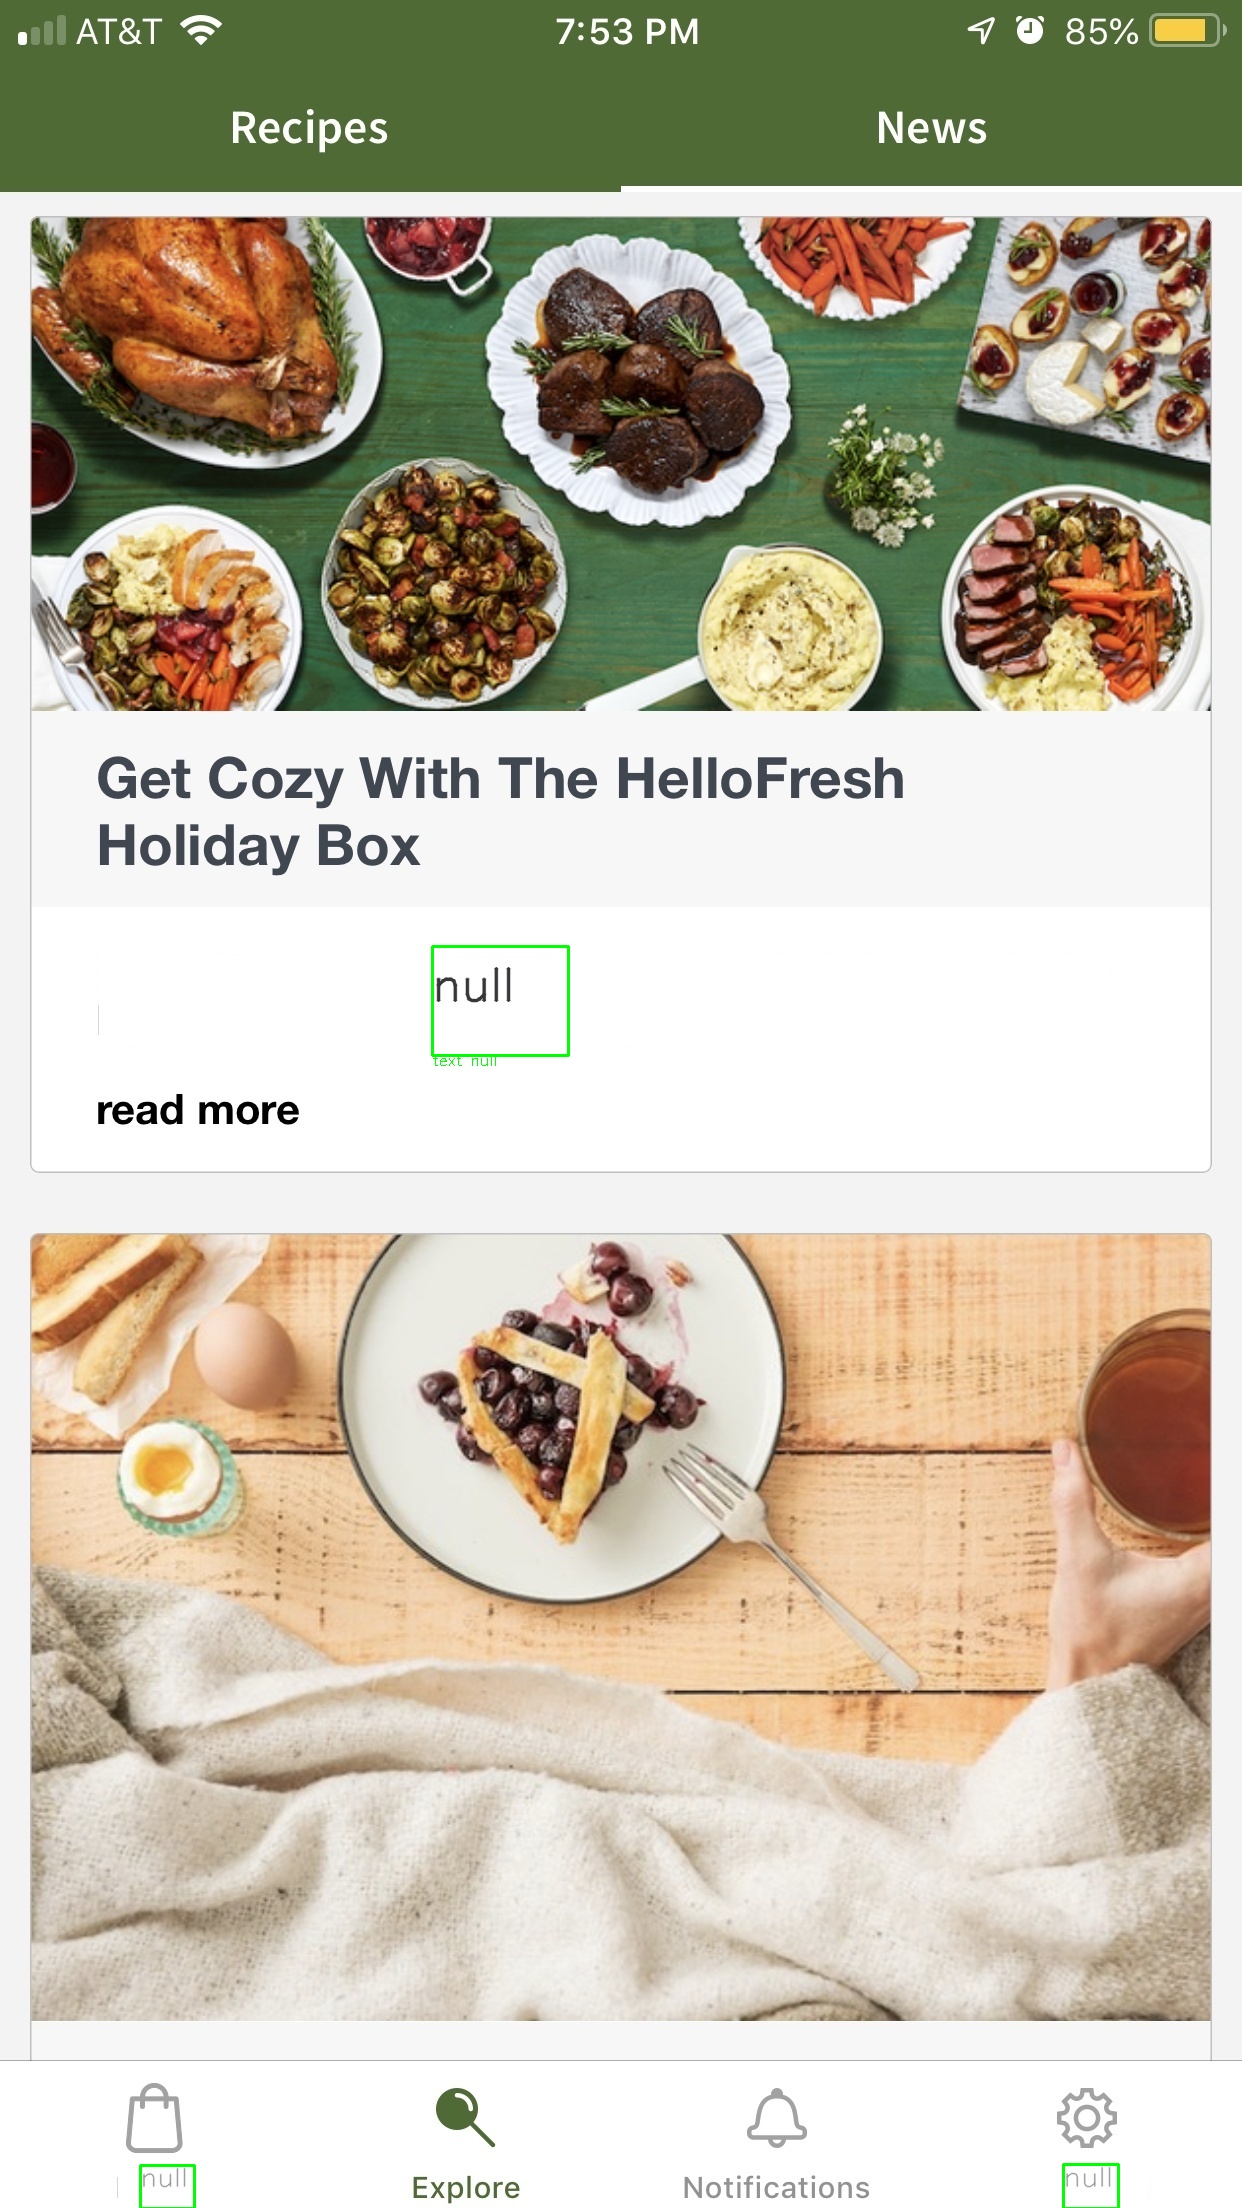 AT&T 7:53 PM 85%
Recipes News
Get Cozy With The HelloFresh
Holiday Box
null
text null
read more
null Explore Notifications null